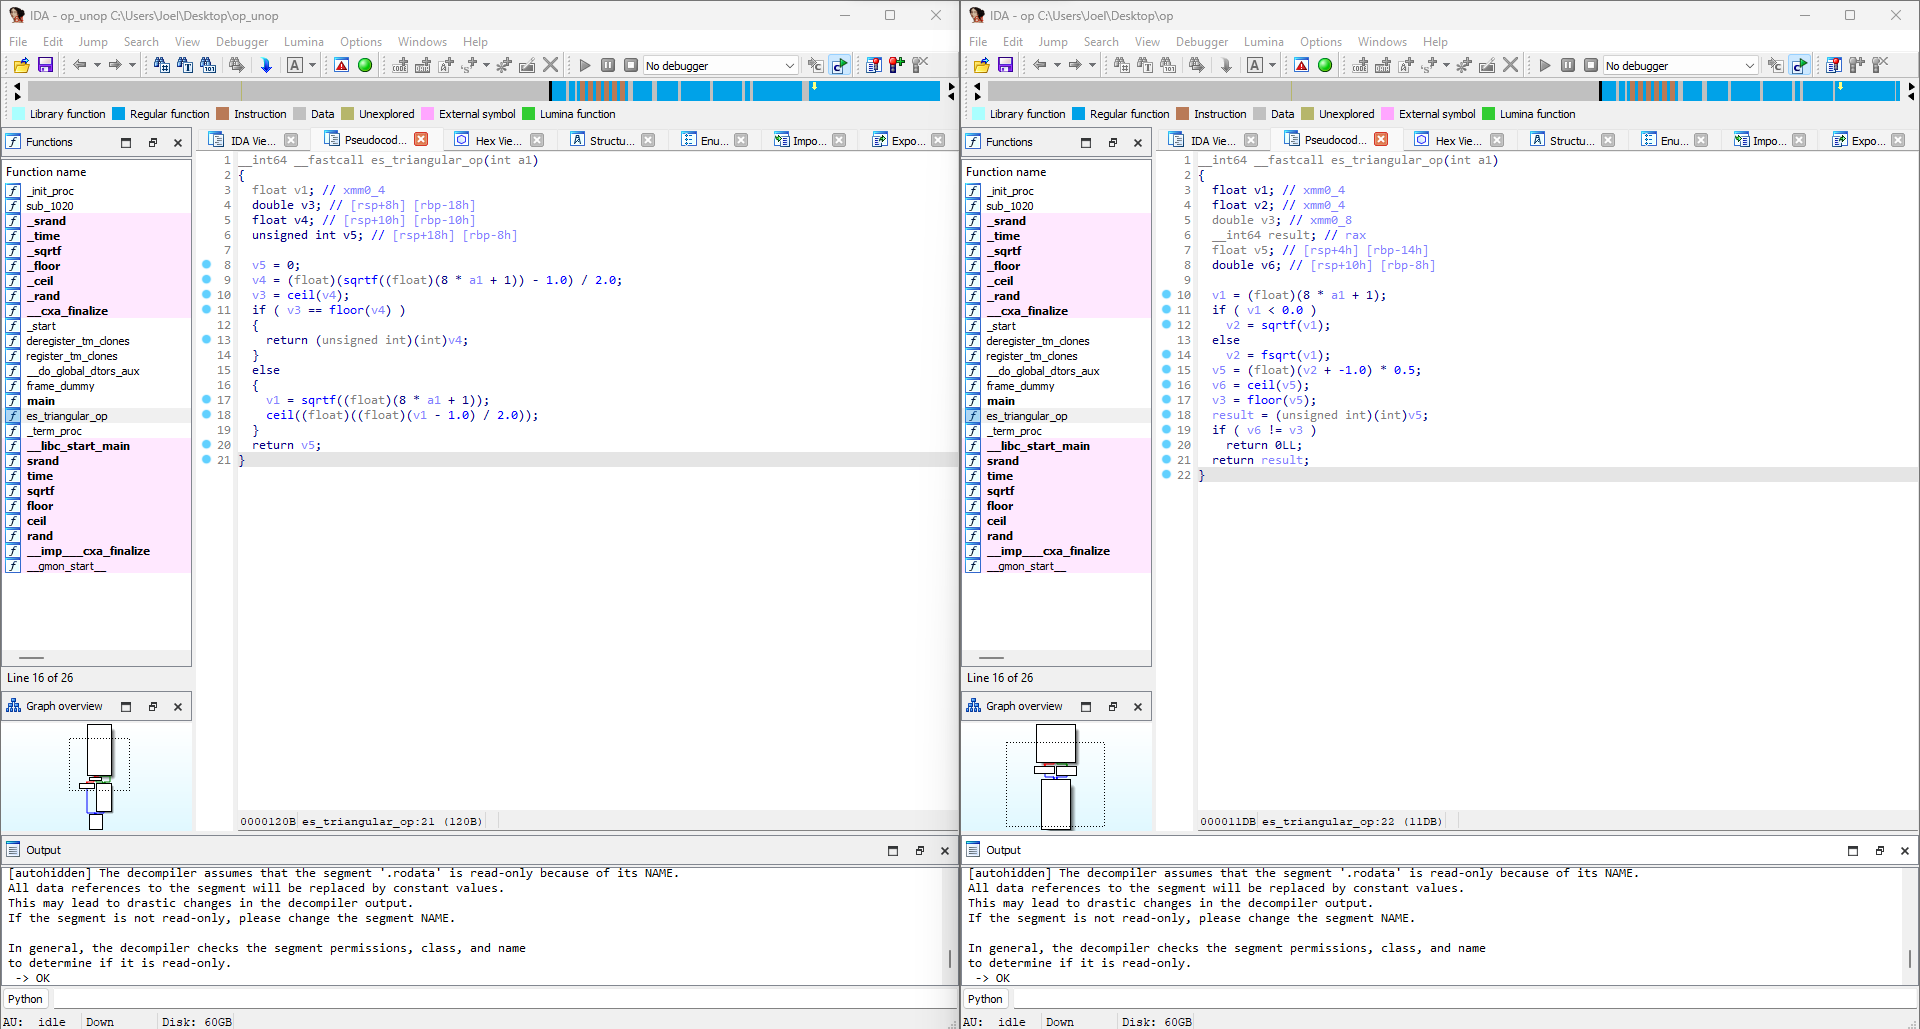 IDA - op_unop C:\Users\Joel\Desktop\op_unop
File Edit Jump Search View Debugger Lumina Options Windows Help
No debugger
Library function Regular function Instruction Data Unexplored External symbol Lumina function
Functions
IDA Vie... Pseudocod... Hex Vie... Structu... Enu... Impo... Expo...
Function name
_init_proc
sub_1020
_srand
_time
_sqrtf
_floor
_ceil
_rand
__cxa_finalize
_start
deregister_tm_clones
register_tm_clones
__do_global_dtors_aux
frame_dummy
main
es_triangular_op
_term_proc
__libc_start_main
srand
time
sqrtf
floor
ceil
rand
__imp___cxa_finalize
__gmon_start__
Line 16 of 26
Graph overview
1 __int64 __fastcall es_triangular_op(int a1)
2 {
3   float v1; // xmm0_4
4   double v3; // [rsp+8h] [rbp-18h]
5   float v4; // [rsp+10h] [rbp-10h]
6   unsigned int v5; // [rsp+18h] [rbp-8h]
7
8   v5 = 0;
9   v4 = (float)(sqrtf((float)(8 * a1 + 1)) - 1.0) / 2.0;
10   v3 = ceil(v4);
11   if ( v3 == floor(v4) )
12   {
13     return (unsigned int)(int)v4;
14   }
15   else
16   {
17     v1 = sqrtf((float)(8 * a1 + 1));
18     ceil((float)((float)(v1 - 1.0) / 2.0));
19   }
20   return v5;
21 }
0000120B es_triangular_op:21 (120B)
Output
[autohidden] The decompiler assumes that the segment '.rodata' is read-only because of its NAME.
All data references to the segment will be replaced by constant values.
This may lead to drastic changes in the decompiler output.
If the segment is not read-only, please change the segment NAME.
In general, the decompiler checks the segment permissions, class, and name
to determine if it is read-only.
-> OK
Python
AU: idle Down Disk: 60GB
IDA - op C:\Users\Joel\Desktop\op
File Edit Jump Search View Debugger Lumina Options Windows Help
No debugger
Library function Regular function Instruction Data Unexplored External symbol Lumina function
Functions
IDA Vie... Pseudocod... Hex Vie... Structu... Enu... Impo... Expo...
Function name
_init_proc
sub_1020
_srand
_time
_sqrtf
_floor
_ceil
_rand
__cxa_finalize
_start
deregister_tm_clones
register_tm_clones
__do_global_dtors_aux
frame_dummy
main
es_triangular_op
_term_proc
__libc_start_main
srand
time
sqrtf
floor
ceil
rand
__imp___cxa_finalize
__gmon_start__
Line 16 of 26
Graph overview
1 __int64 __fastcall es_triangular_op(int a1)
2 {
3   float v1; // xmm0_4
4   float v2; // xmm0_4
5   double v3; // xmm0_8
6   __int64 result; // rax
7   float v5; // [rsp+4h] [rbp-14h]
8   double v6; // [rsp+10h] [rbp-8h]
9
10   v1 = (float)(8 * a1 + 1);
11   if ( v1 < 0.0 )
12     v2 = sqrtf(v1);
13   else
14     v2 = fsqrt(v1);
15   v5 = (float)(v2 + -1.0) * 0.5;
16   v6 = ceil(v5);
17   v3 = floor(v5);
18   result = (unsigned int)(int)v5;
19   if ( v6 != v3 )
20     return 0LL;
21   return result;
22 }
000011DB es_triangular_op:22 (11DB)
Output
[autohidden] The decompiler assumes that the segment '.rodata' is read-only because of its NAME.
All data references to the segment will be replaced by constant values.
This may lead to drastic changes in the decompiler output.
If the segment is not read-only, please change the segment NAME.
In general, the decompiler checks the segment permissions, class, and name
to determine if it is read-only.
-> OK
Python
AU: idle Down Disk: 60GB